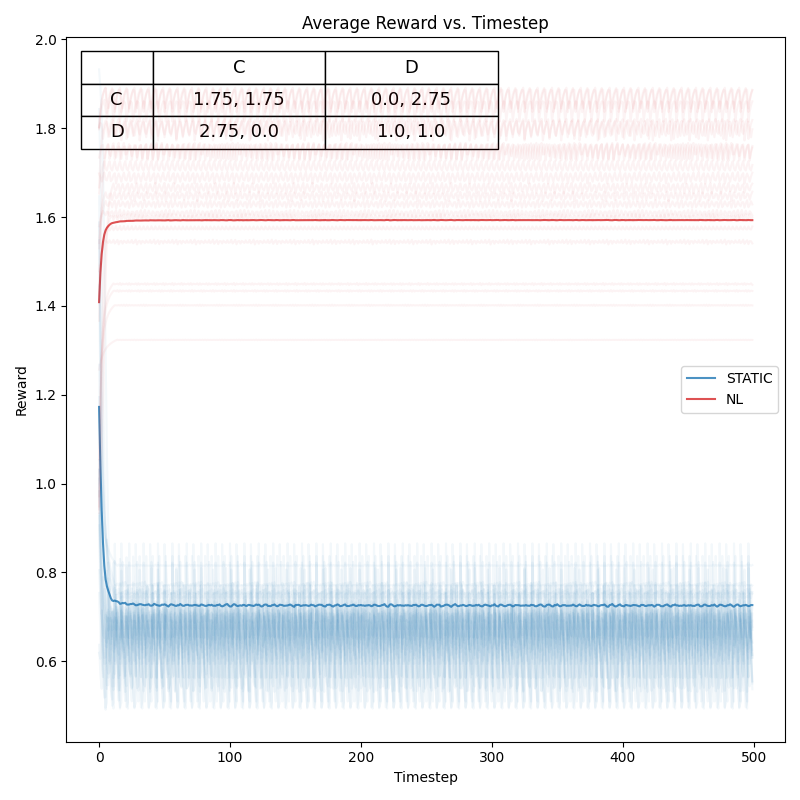 Average Reward vs. Timestep
2.0
1.8
1.6
1.4
1.2
1.0
0.8
0.6
Reward
C D
C 1.75, 1.75 0.0, 2.75
D 2.75, 0.0 1.0, 1.0
STATIC
NL
0 100 200 300 400 500
Timestep